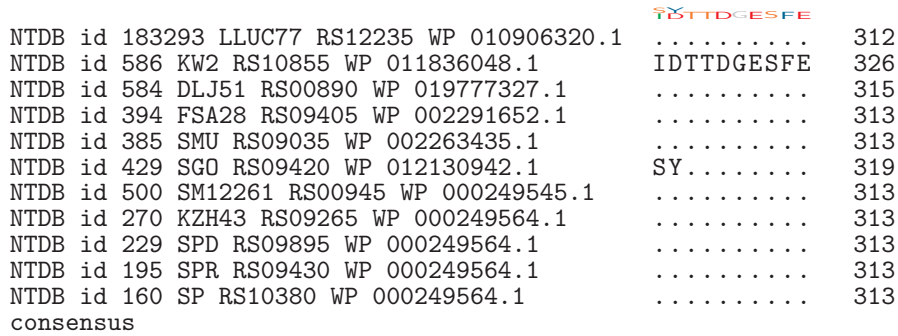 SY
IDTTDGESFE
NTDB id 183293 LLUC77 RS12235 WP 010906320.1 .......... 312
NTDB id 586 KW2 RS10855 WP 011836048.1 IDTTDGESFE 326
NTDB id 584 DLJ51 RS00890 WP 019777327.1 .......... 315
NTDB id 394 FSA28 RS09405 WP 002291652.1 .......... 313
NTDB id 385 SMU RS09035 WP 002263435.1 .......... 313
NTDB id 429 SGO RS09420 WP 012130942.1 SY........ 319
NTDB id 500 SM12261 RS00945 WP 000249545.1 .......... 313
NTDB id 270 KZH43 RS09265 WP 000249564.1 .......... 313
NTDB id 229 SPD RS09895 WP 000249564.1 .......... 313
NTDB id 195 SPR RS09430 WP 000249564.1 .......... 313
NTDB id 160 SP RS10380 WP 000249564.1 .......... 313
consensus